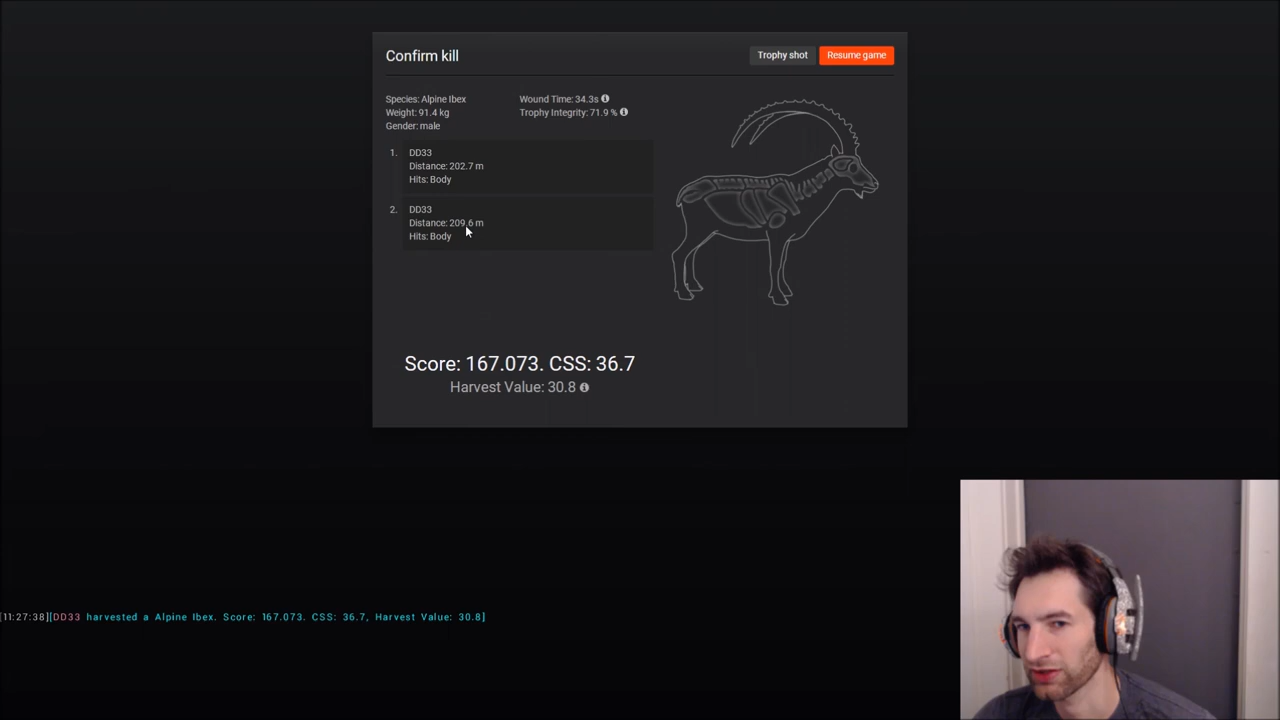 Confirm kill
Trophy shot
Resume game
Species: Alpine Ibex
Weight: 91.4 kg
Gender: male
Wound Time: 34.3s
Trophy Integrity: 71.9 %
1. DD33
Distance: 202.7 m
Hits: Body
2. DD33
Distance: 209.6 m
Hits: Body
Score: 167.073. CSS: 36.7
Harvest Value: 30.8
[11:27:38][DD33 harvested a Alpine Ibex. Score: 167.073. CSS: 36.7, Harvest Value: 30.8]